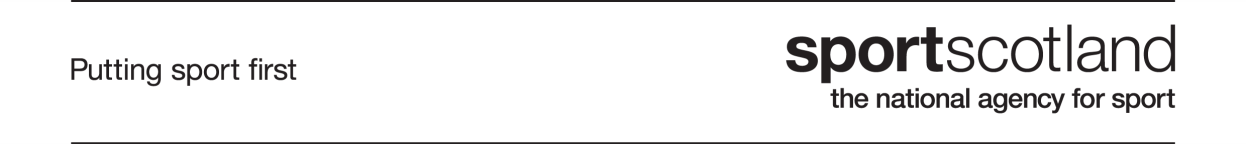 Putting sport first
sportscotland
the national agency for sport